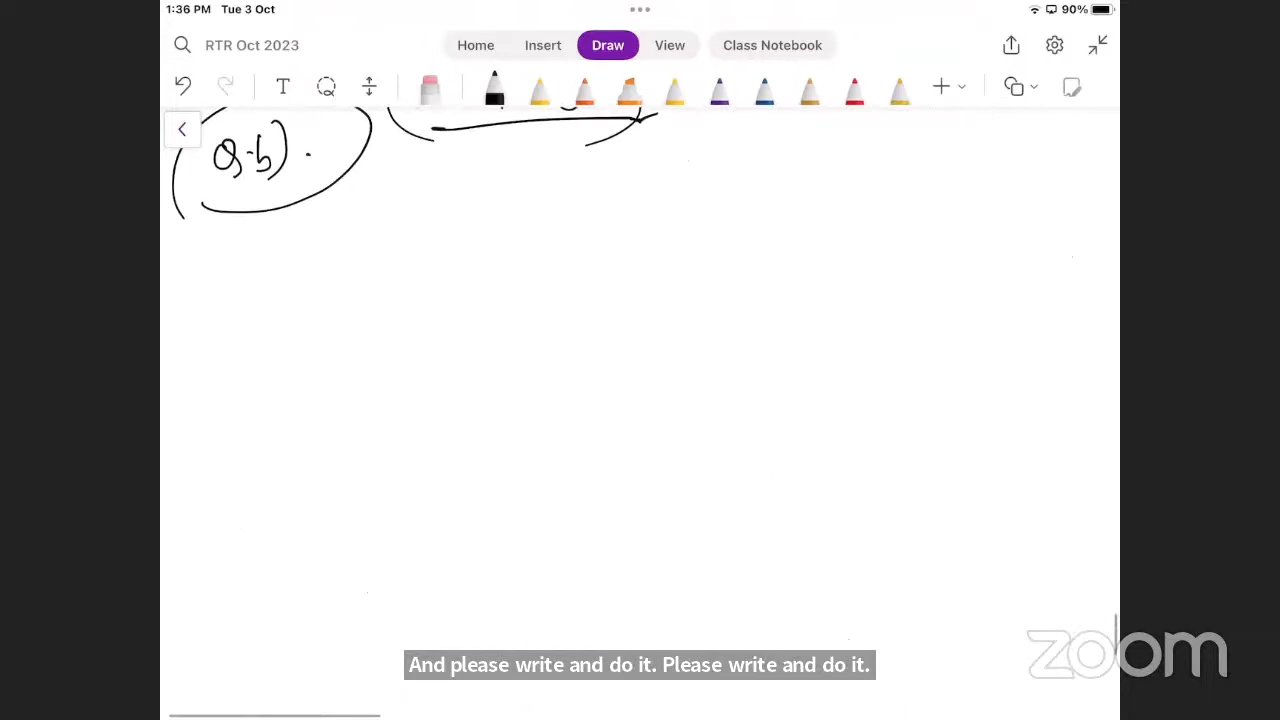 1:36 PM Tue 3 Oct
90%
RTR Oct 2023
Home Insert Draw View Class Notebook
T
And please write and do it. Please write and do it.
zoom